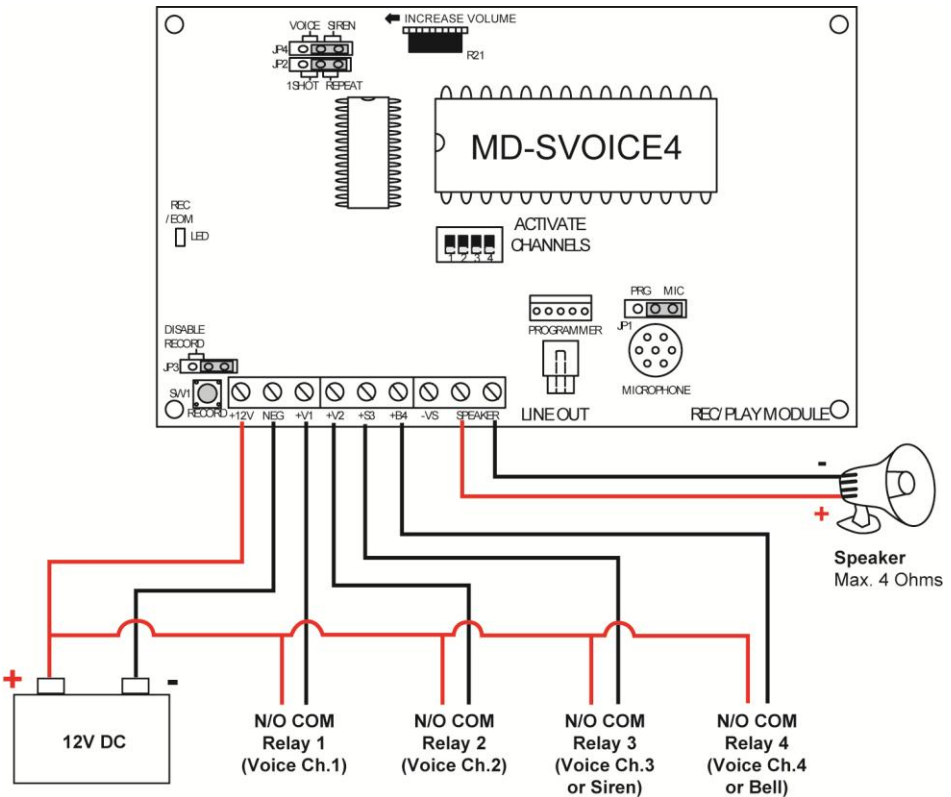 INCREASE VOLUME
VOICE SIREN
JP4
R21
JP2
1SHOT REPEAT
MD-SVOICE4
REC
/EOM
LED
ACTIVATE
CHANNELS
1 2 3 4
PRG MIC
JP1
PROGRAMMER
DISABLE
RECORD
JP3
SW1
MICROPHONE
RECORD +12V NEG +V1 +V2 +S3 +B4 -VS SPEAKER
LINE OUT
REC/PLAY MODULE
-
+
Speaker
Max. 4 Ohms
+ -
12V DC
N/O COM
Relay 1
(Voice Ch.1)
N/O COM
Relay 2
(Voice Ch.2)
N/O COM
Relay 3
(Voice Ch.3
or Siren)
N/O COM
Relay 4
(Voice Ch.4
or Bell)